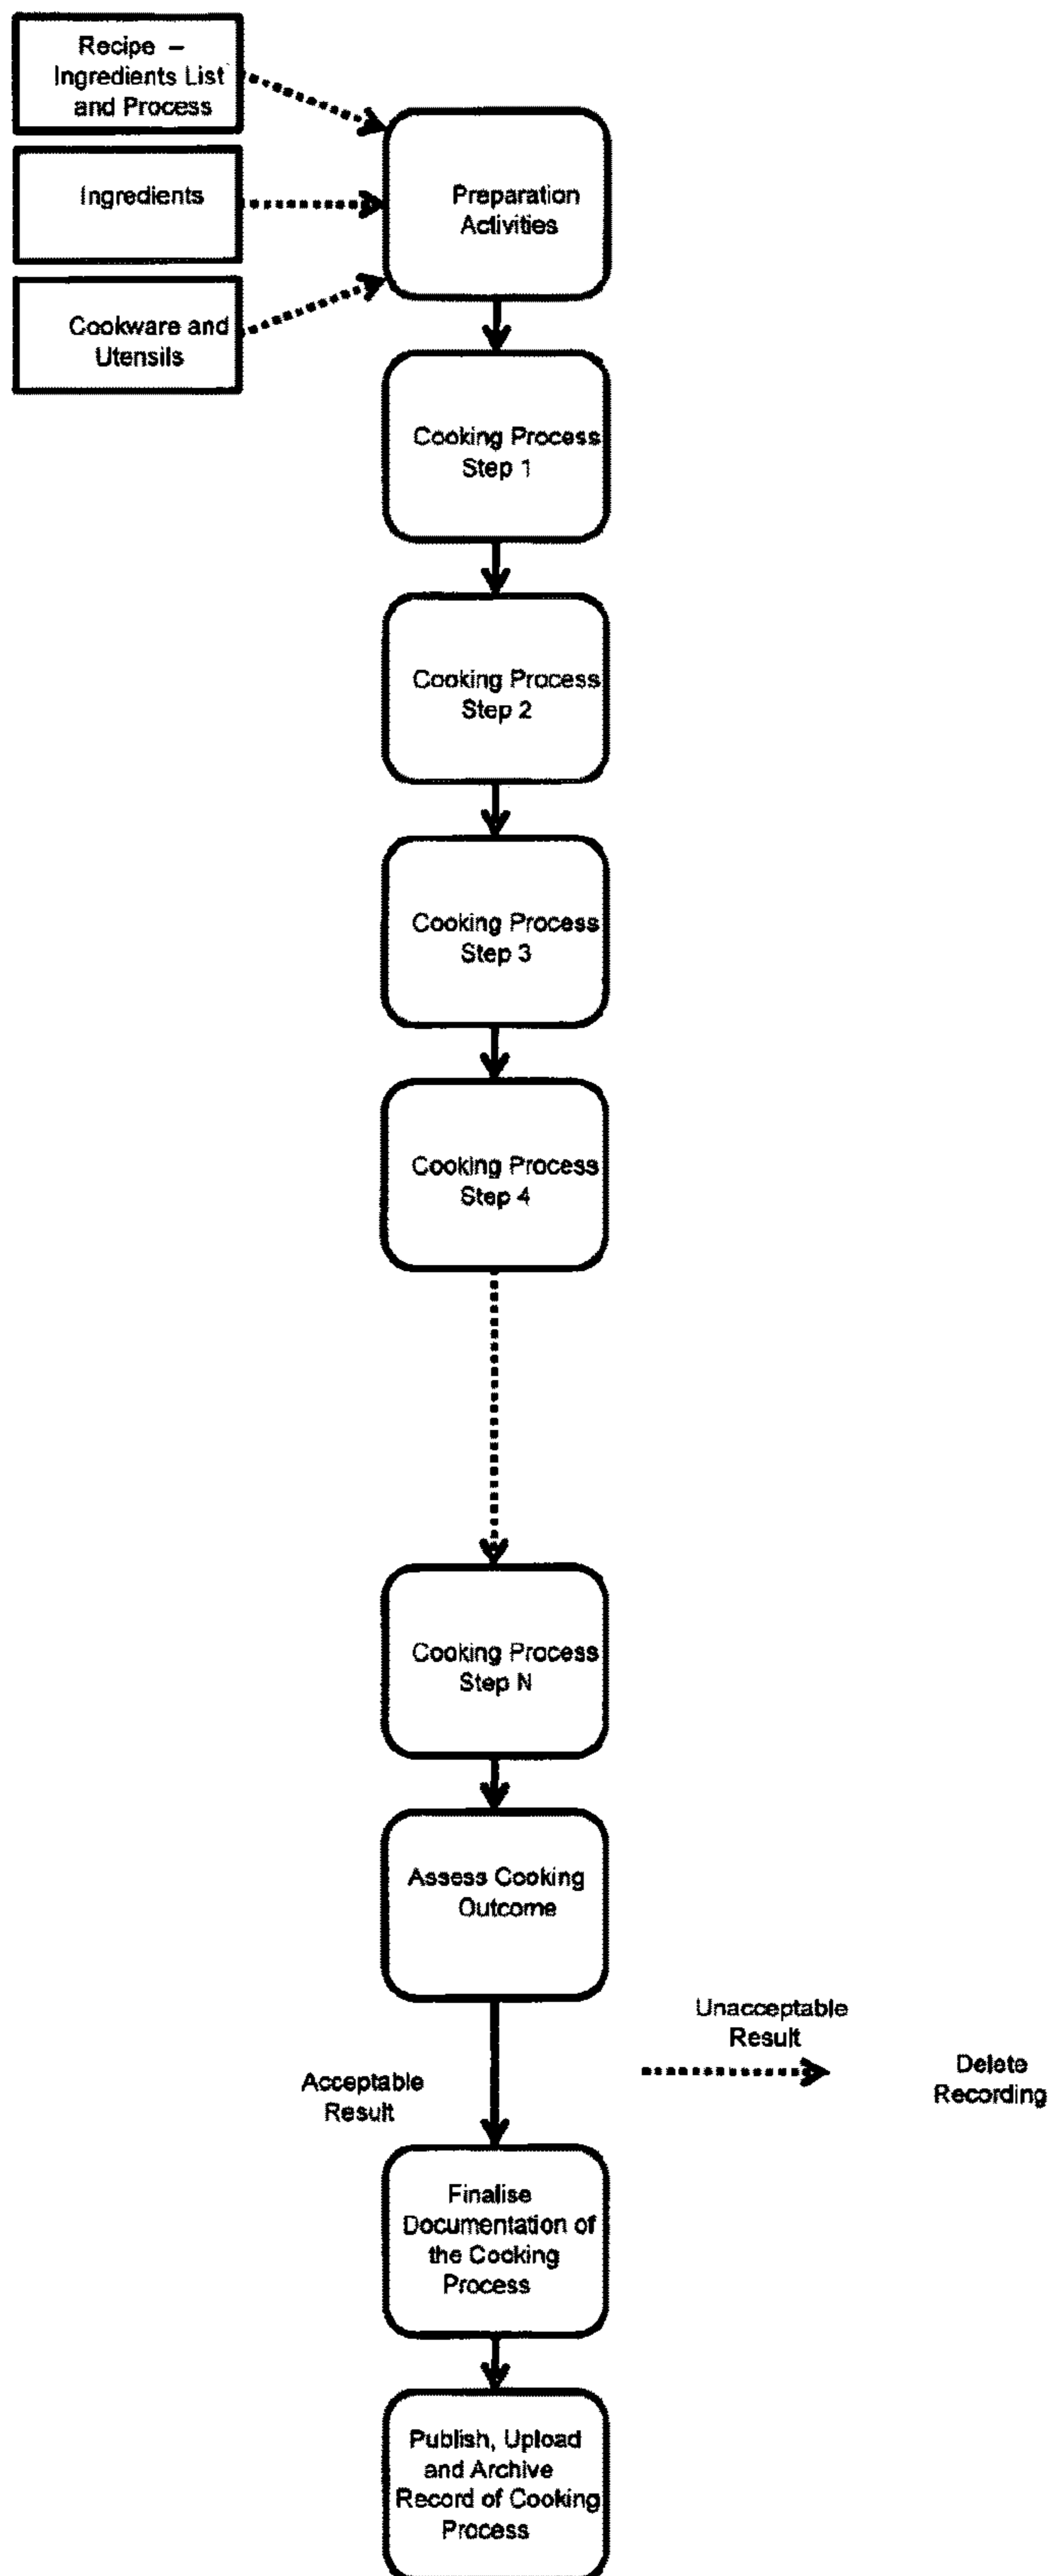 Recipe –
Ingredients List
and Process
Ingredients
Cookware and
Utensils
Preparation
Activities
Cooking Process
Step 1
Cooking Process
Step 2
Cooking Process
Step 3
Cooking Process
Step 4
Cooking Process
Step N
Assess Cooking
Outcome
Unacceptable
Result
Delete
Recording
Acceptable
Result
Finalise
Documentation of
the Cooking
Process
Publish, Upload
and Archive
Record of Cooking
Process